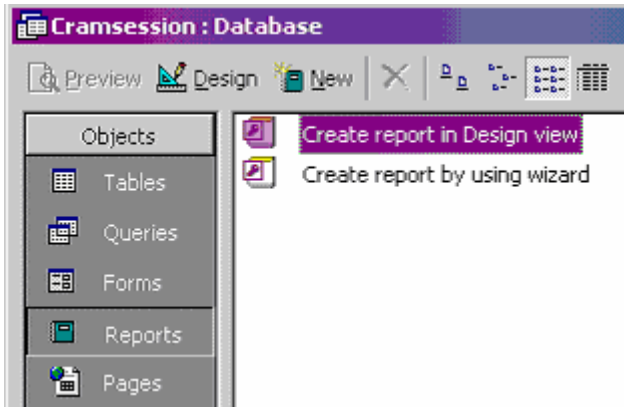 Cramsession : Database
Preview Design New
Objects
Create report in Design view
Create report by using wizard
Tables
Queries
Forms
Reports
Pages